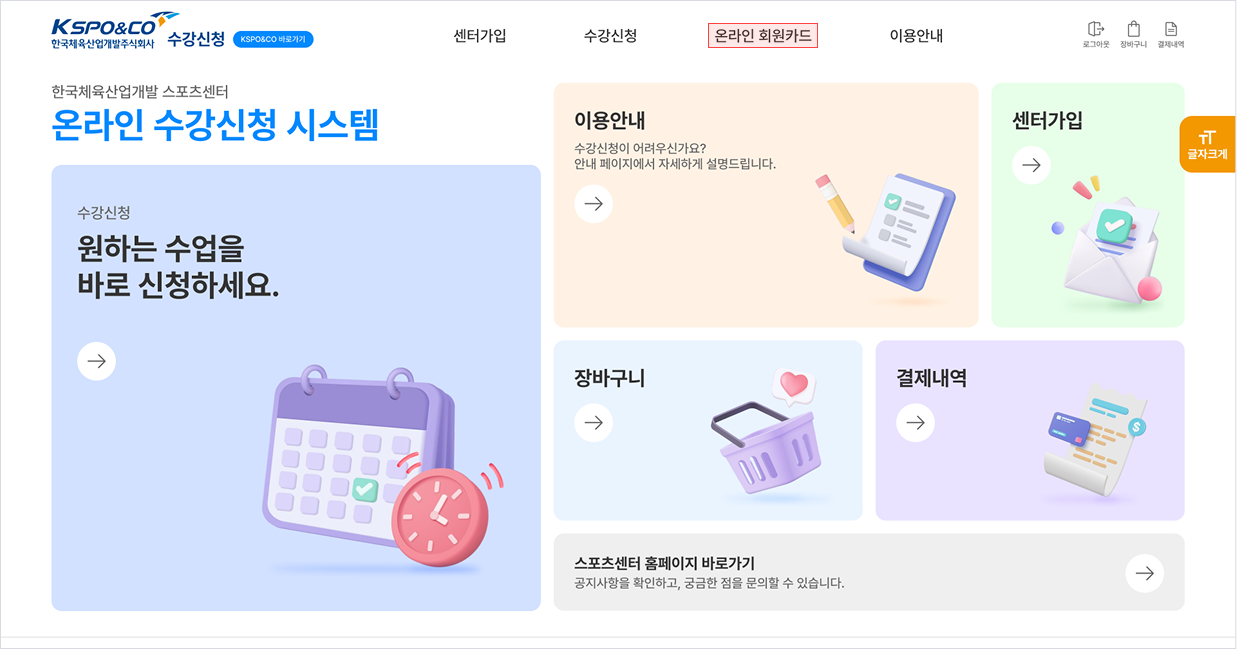 KSPO&CO
한국체육산업개발주식회사
수강신청
KSPO&CO 바로가기
센터가입
수강신청
온라인 회원카드
이용안내
로그아웃
장바구니
결제내역
한국체육산업개발 스포츠센터
온라인 수강신청 시스템
수강신청
원하는 수업을
바로 신청하세요.
이용안내
수강신청이 어려우신가요?
안내 페이지에서 자세하게 설명드립니다.
센터가입
TT
글자크게
장바구니
결제내역
$
스포츠센터 홈페이지 바로가기
공지사항을 확인하고, 궁금한 점을 문의할 수 있습니다.